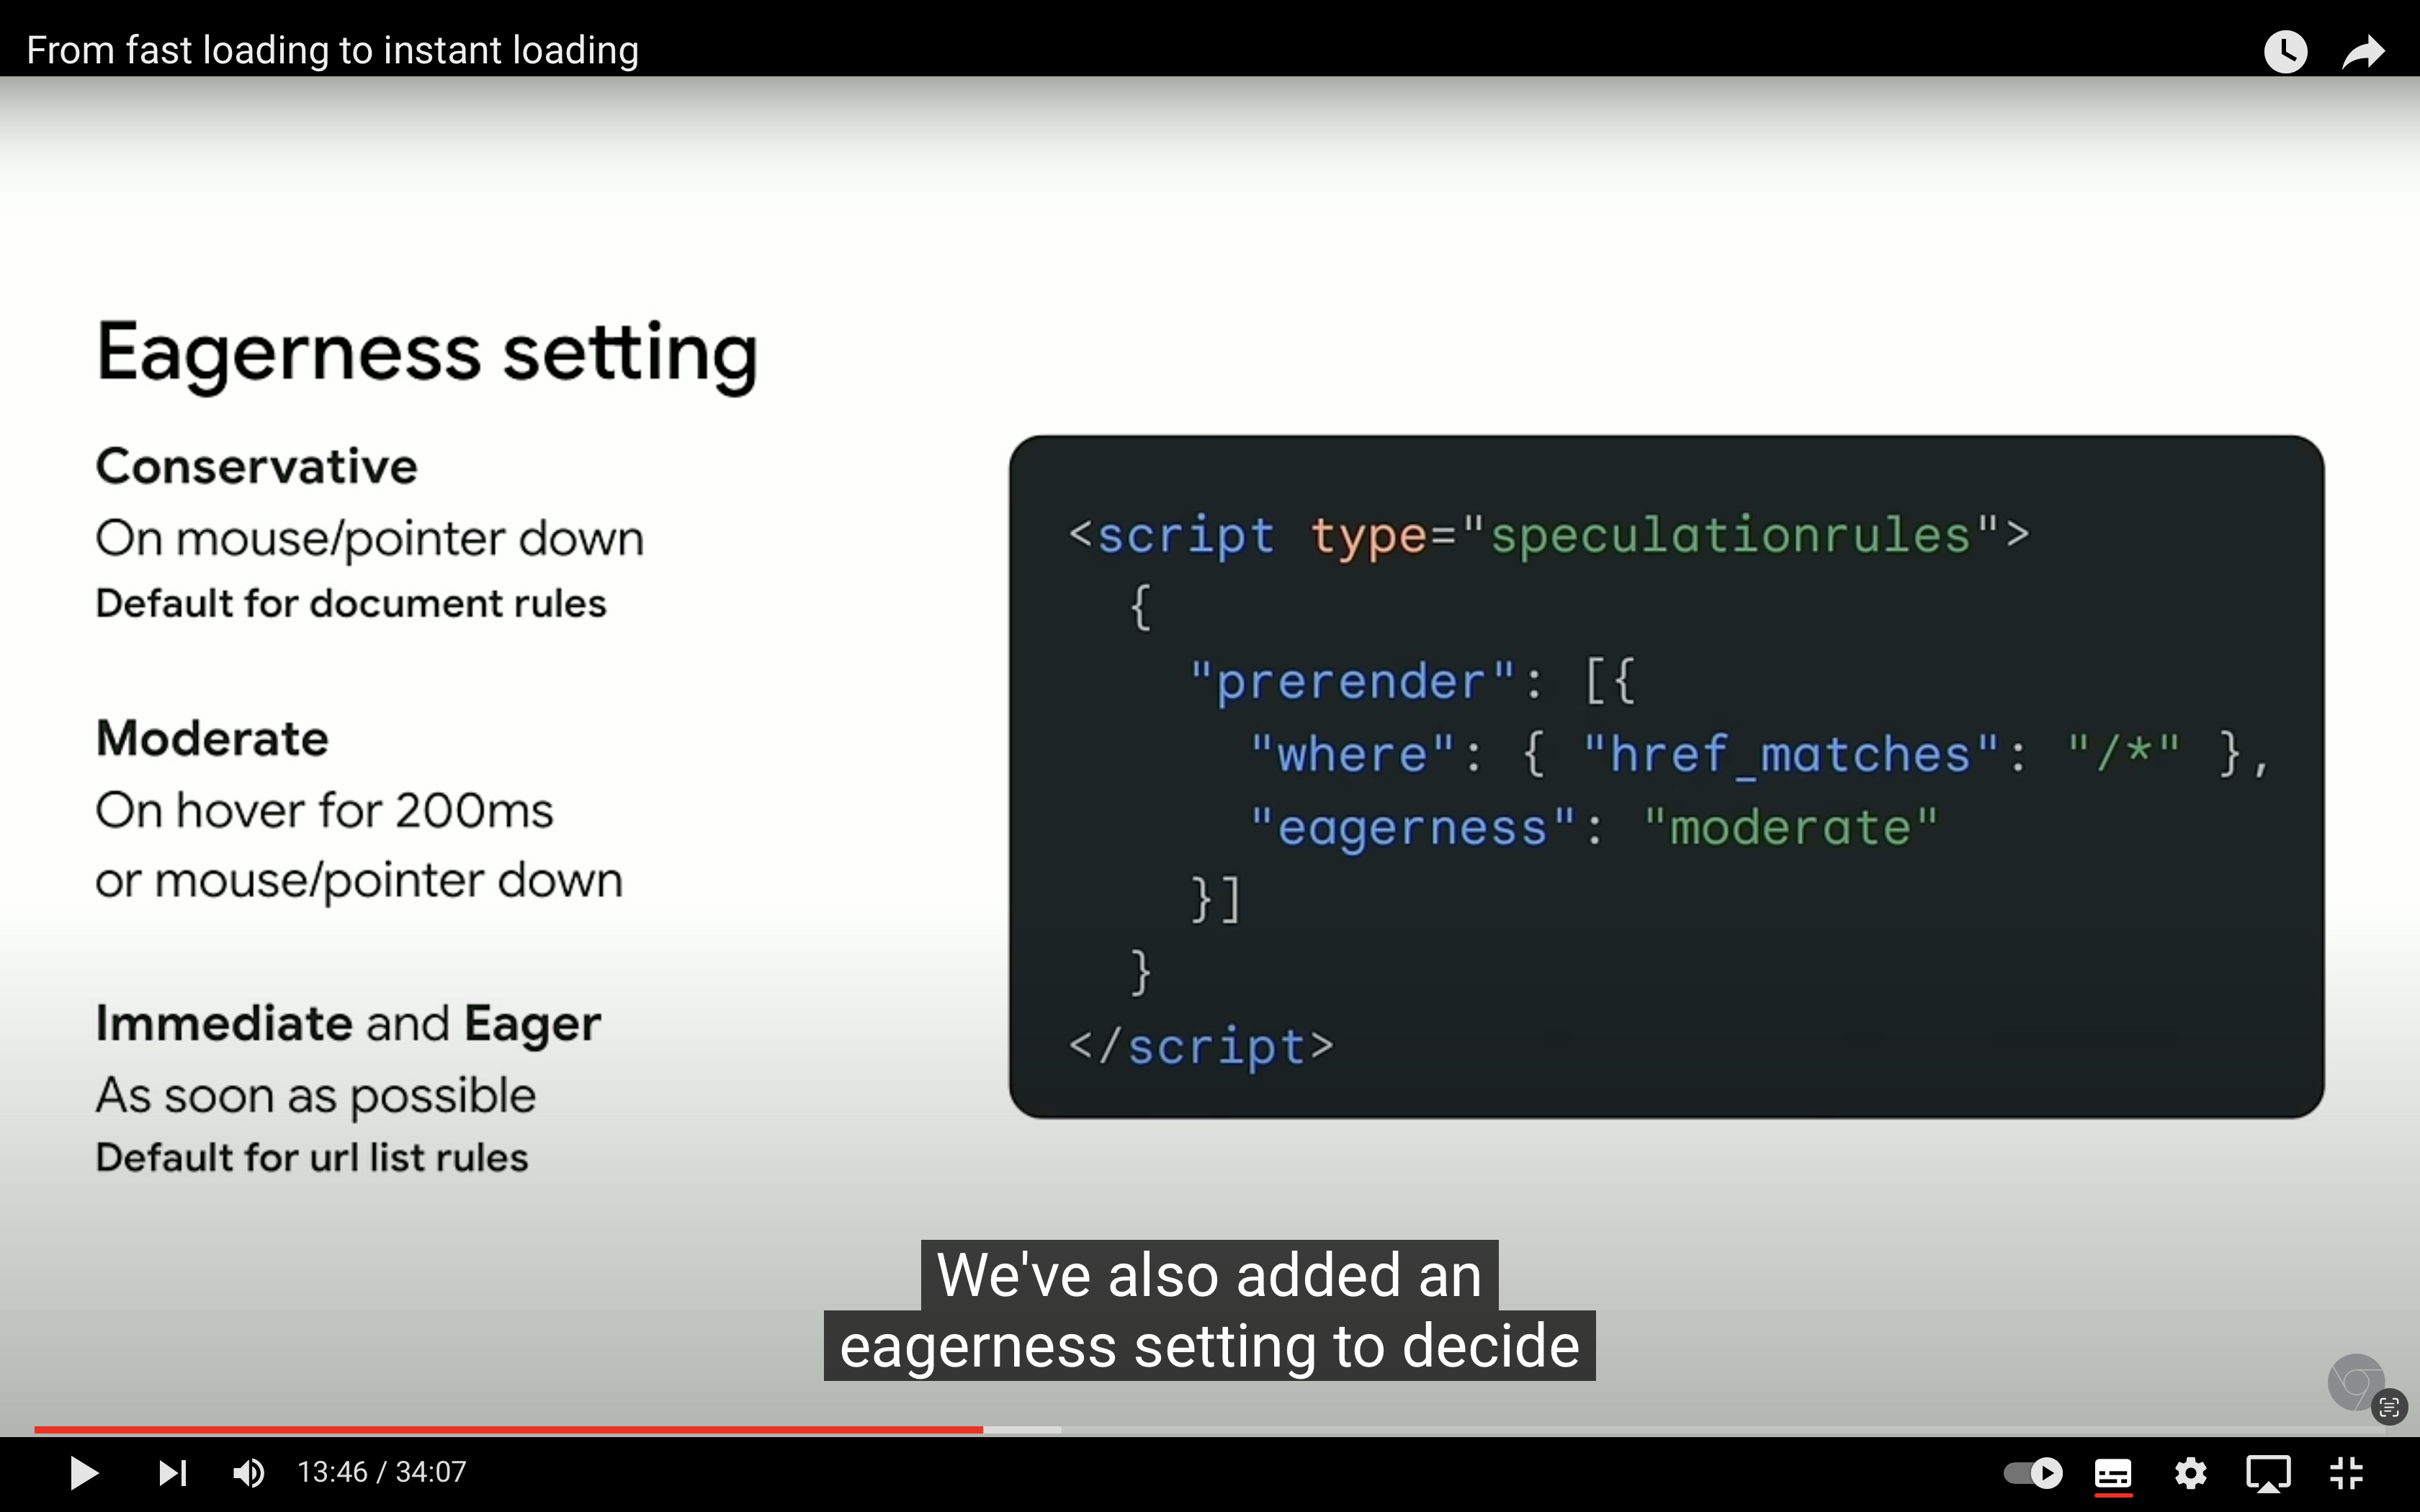 From fast loading to instant loading
Eagerness setting
Conservative
On mouse/pointer down
Default for document rules
Moderate
On hover for 200ms
or mouse/pointer down
Immediate and Eager
As soon as possible
Default for url list rules
<script type="speculationrules">
{
"prerender": [{
"where": { "href_matches": "/*" },
"eagerness": "moderate"
}]
}
</script>
We've also added an
eagerness setting to decide
13:46 / 34:07